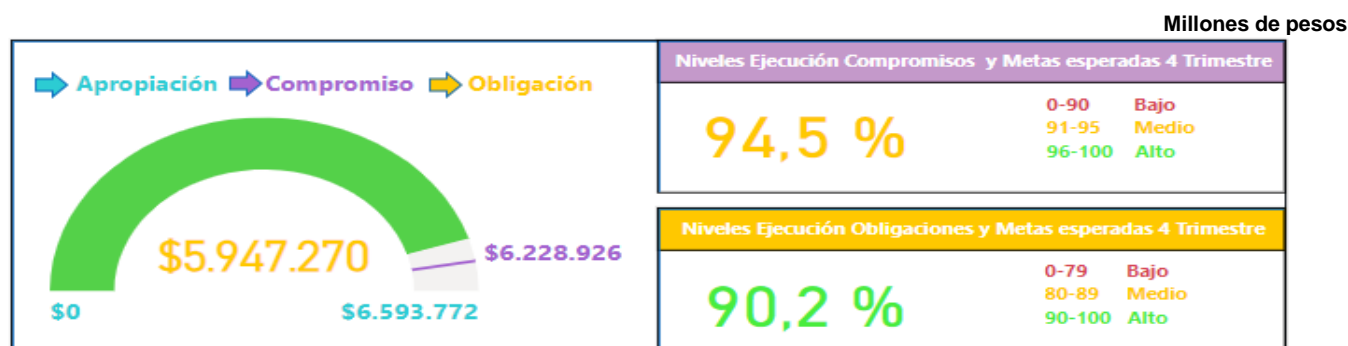 Millones de pesos
Apropiación Compromiso Obligación
$5.947.270
$6.228.926
$0
$6.593.772
Niveles Ejecución Compromisos y Metas esperadas 4 Trimestre
94,5 %
0-90 Bajo
91-95 Medio
96-100 Alto
Niveles Ejecución Obligaciones y Metas esperadas 4 Trimestre
90,2 %
0-79 Bajo
80-89 Medio
90-100 Alto